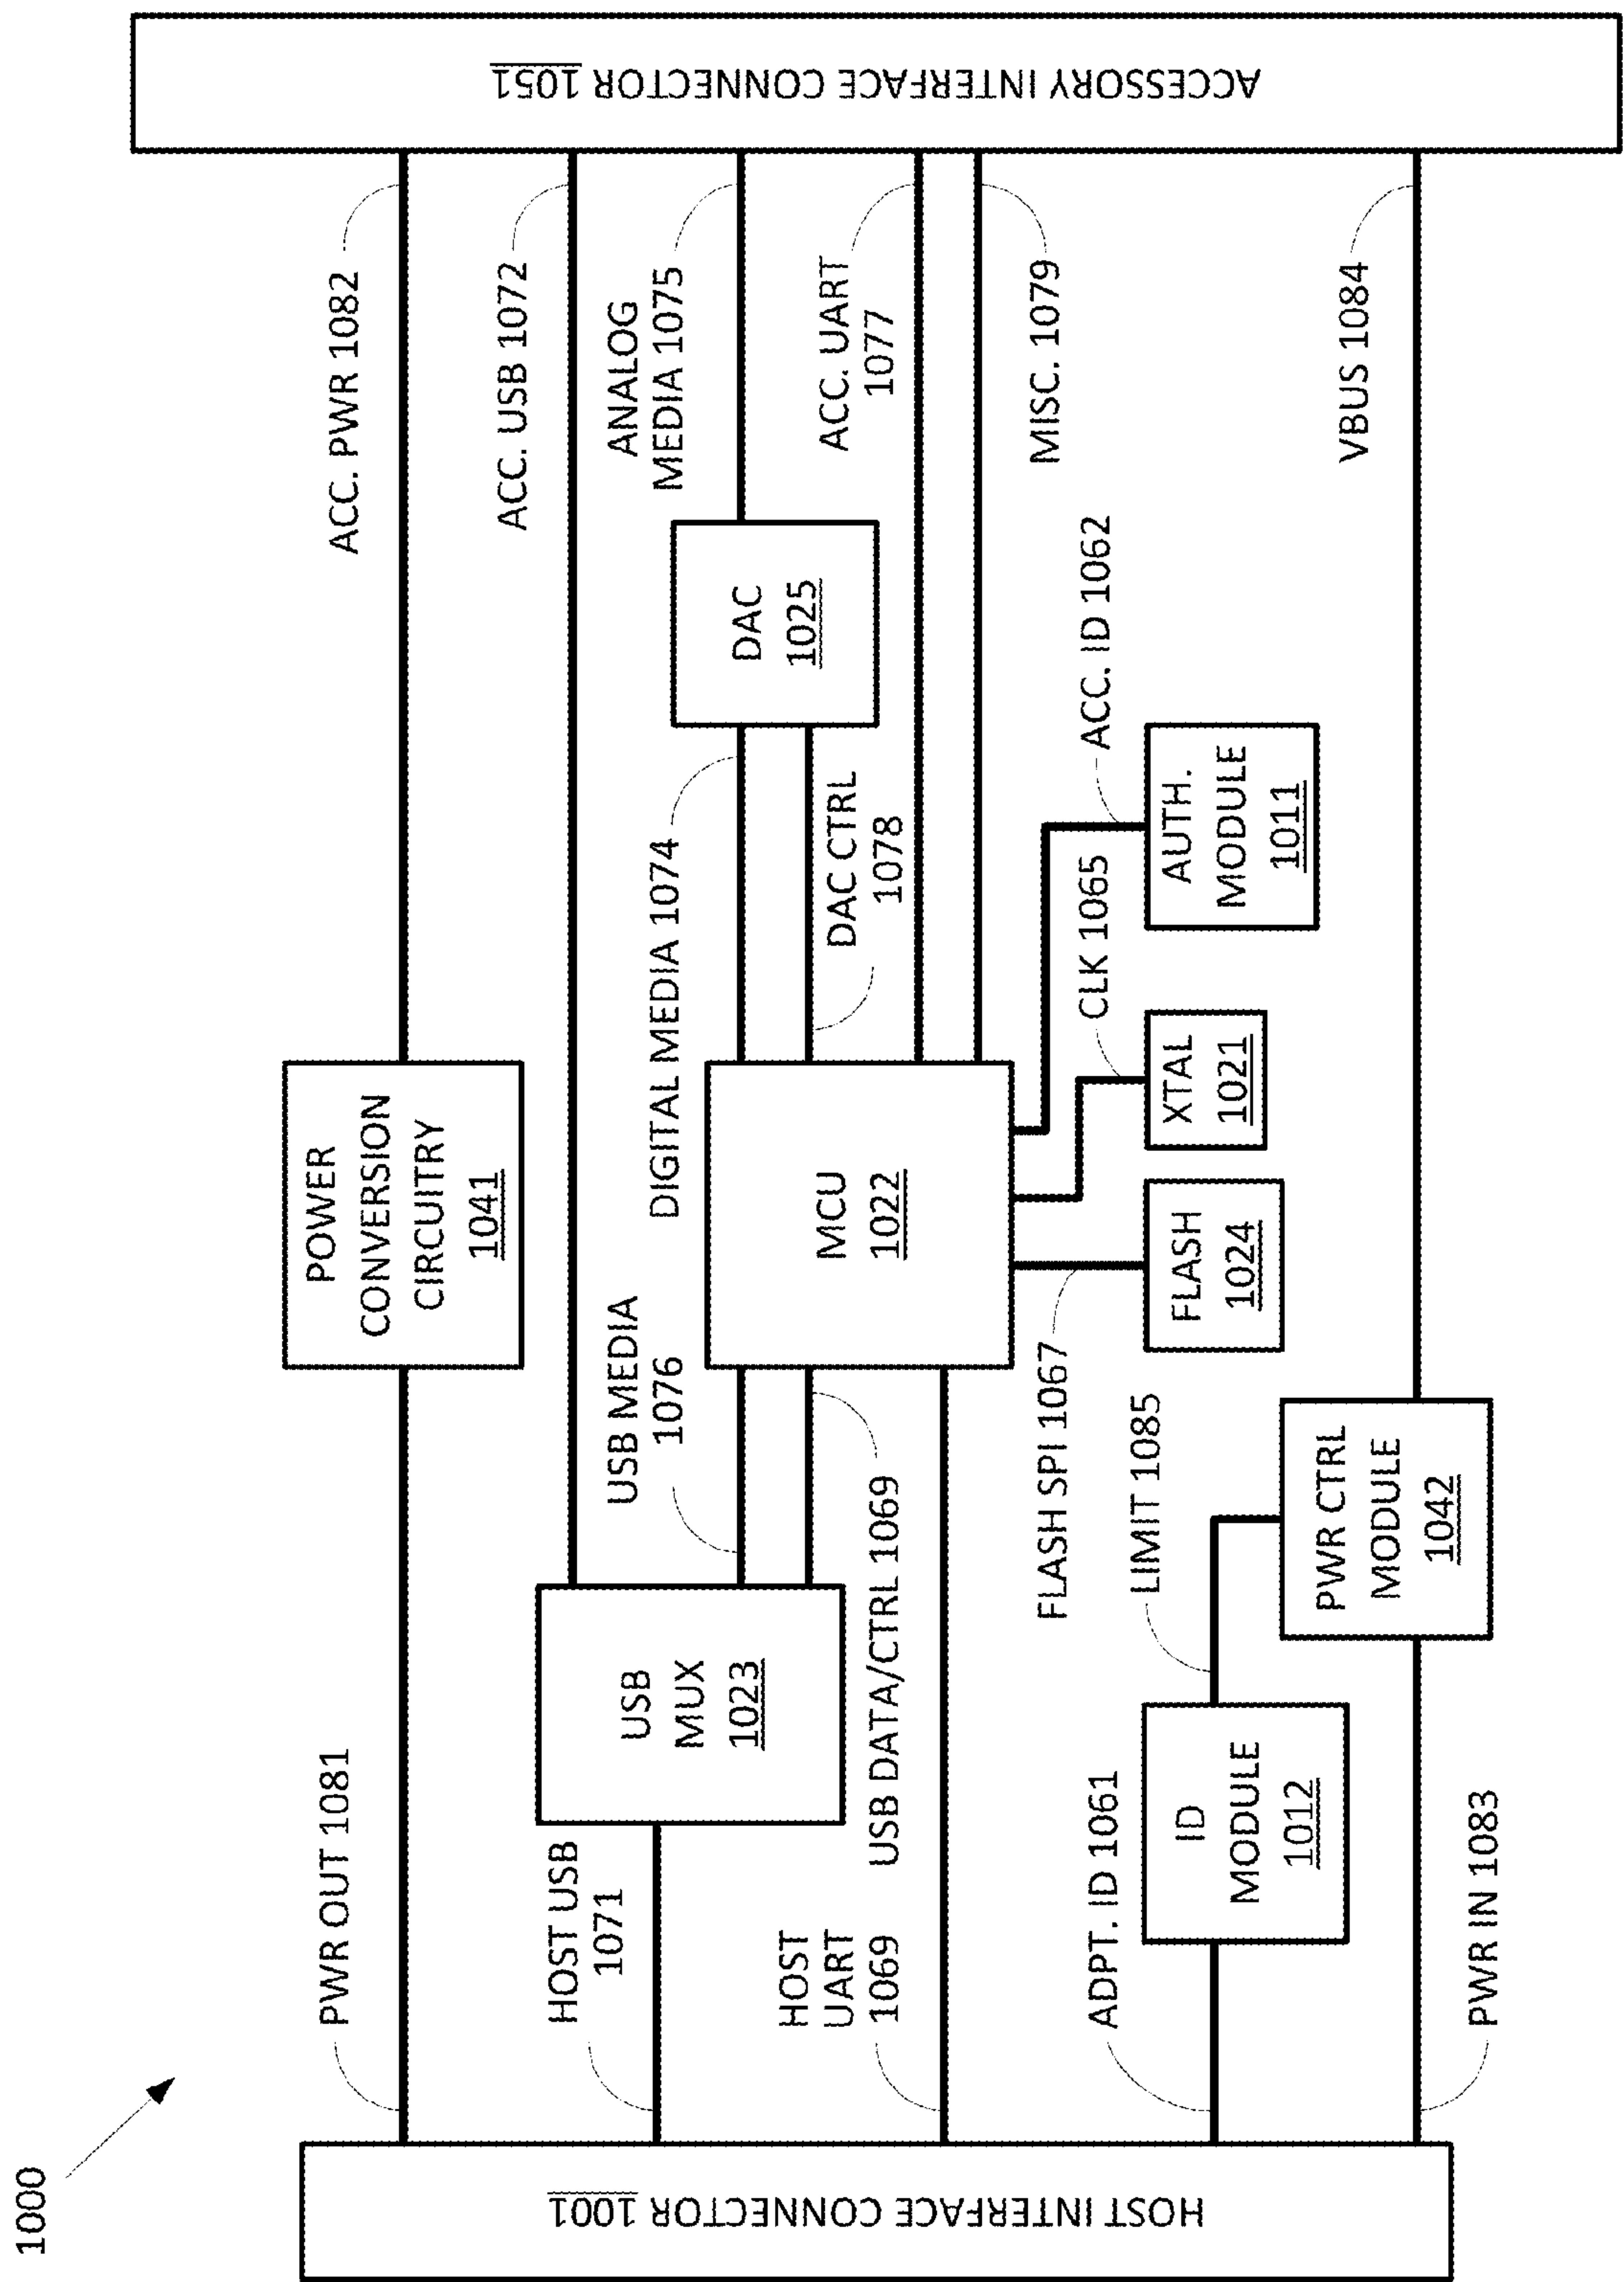 1000
HOST INTERFACE CONNECTOR 1001
PWR OUT 1081
POWER
CONVERSION
CIRCUITRY
1041
ACC. PWR 1082
HOST USB
1071
USB
MUX
1023
ACC. USB 1072
USB MEDIA
1076
DIGITAL MEDIA 1074
ANALOG
MEDIA 1075
DAC
1025
HOST
UART
1069
USB DATA/CTRL 1069
MCU
1022
DAC CTRL
1078
ACC. UART
1077
MISC. 1079
FLASH SPI 1067
CLK 1065
ACC. ID 1062
ADPT. ID 1061
ID
MODULE
1012
LIMIT 1085
FLASH
1024
XTAL
1021
AUTH.
MODULE
1011
PWR IN 1083
PWR CTRL
MODULE
1042
VBUS 1084
ACCESSORY INTERFACE CONNECTOR 1051